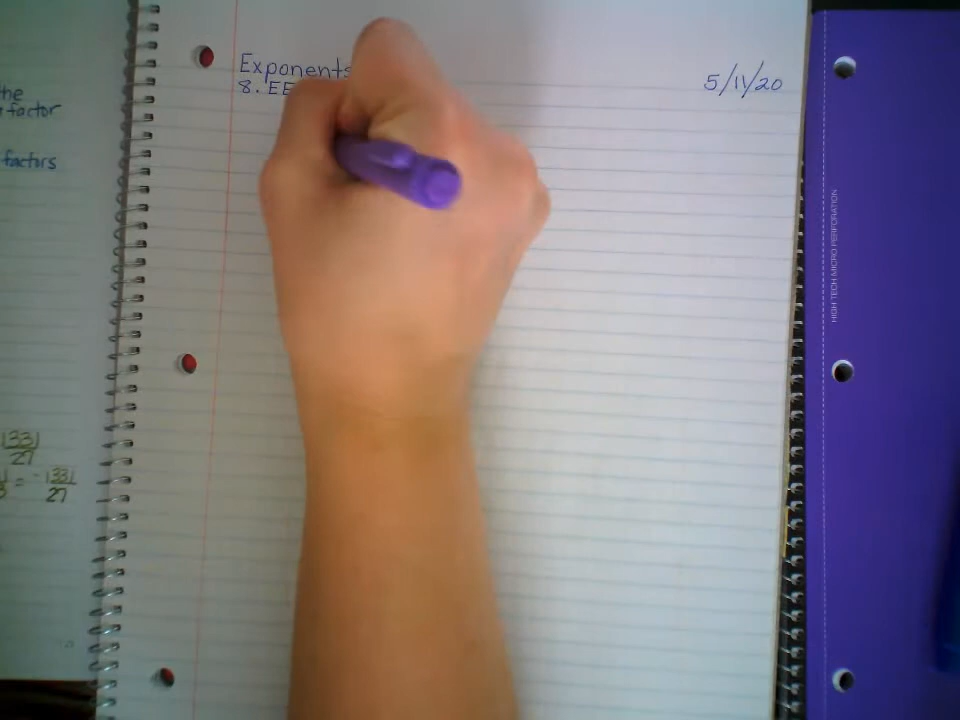 the
factor
factors
1331
27
= -1331
27
Exponents
8. EE
5/11/20
HIGH TECH MICRO PERFORATION